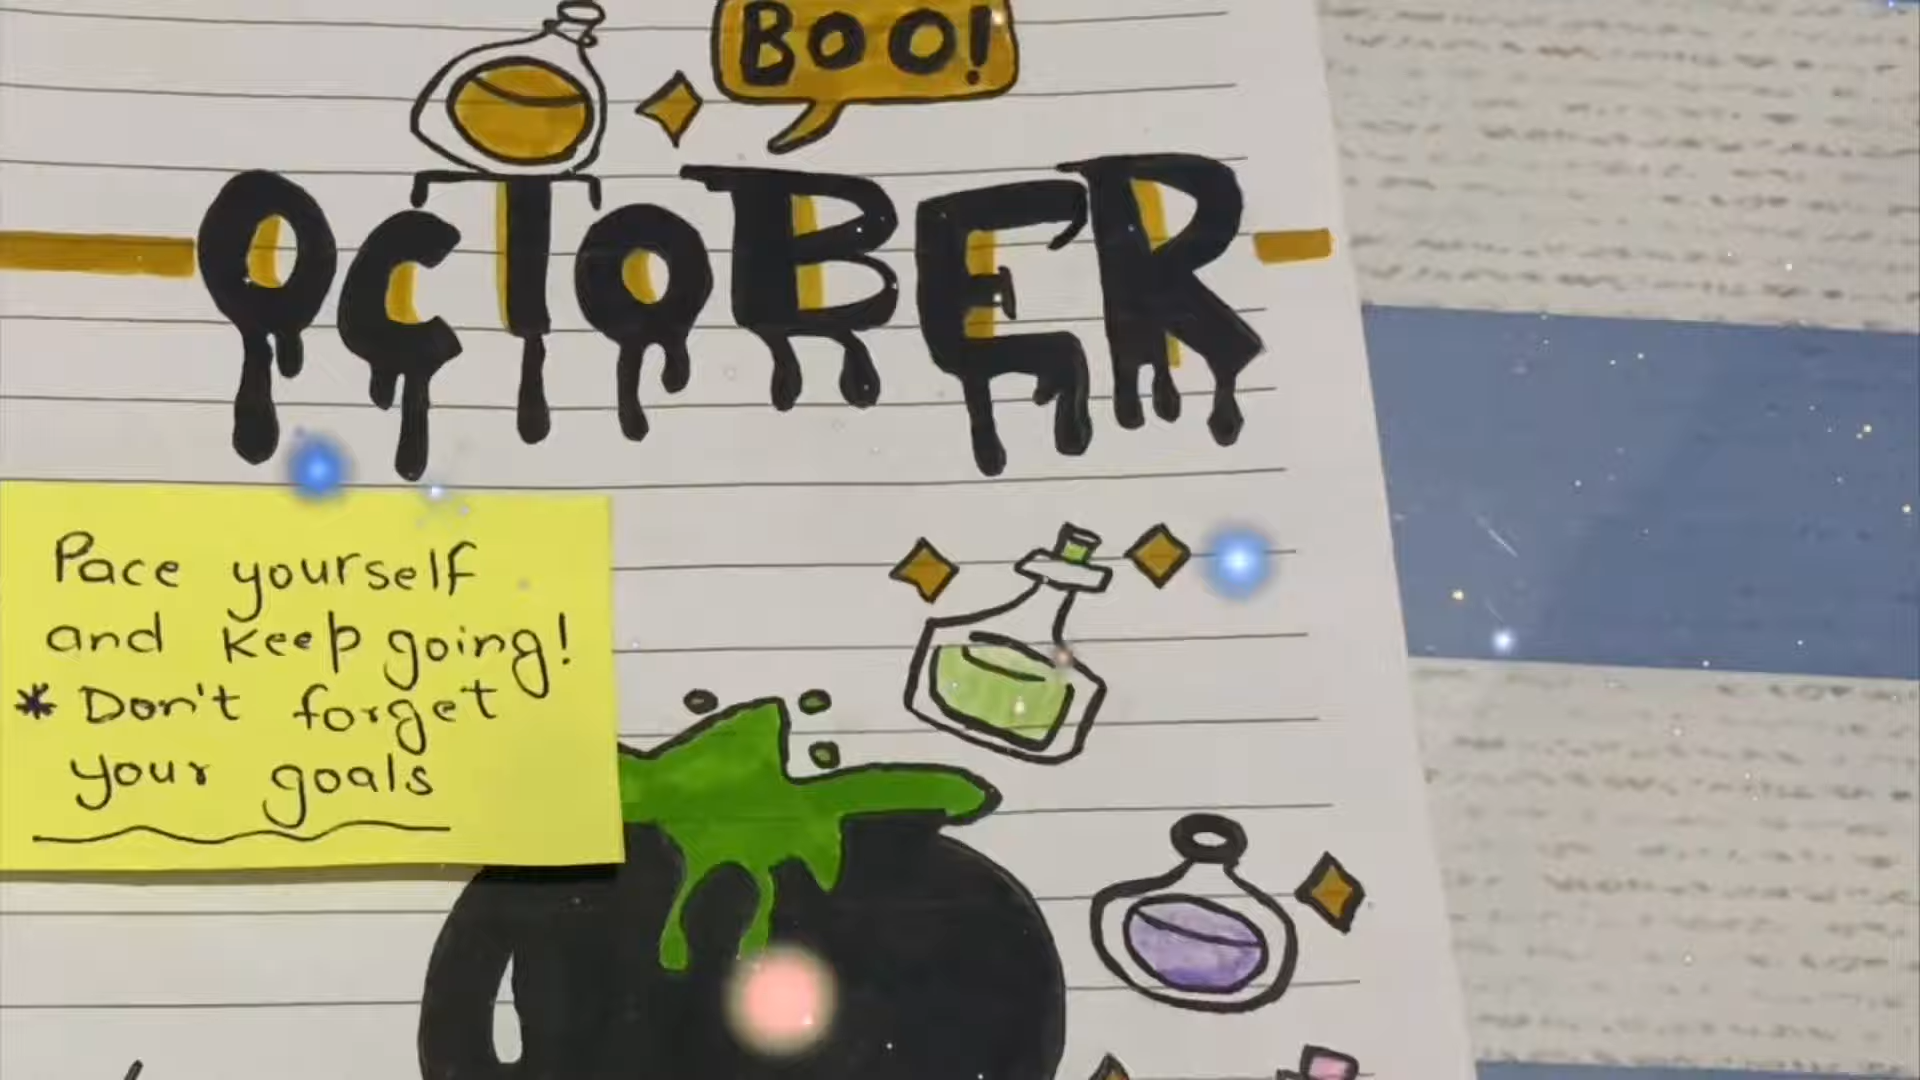 BOO!
OCTOBER
Pace yourself
and keep going!
* Don't forget
your goals